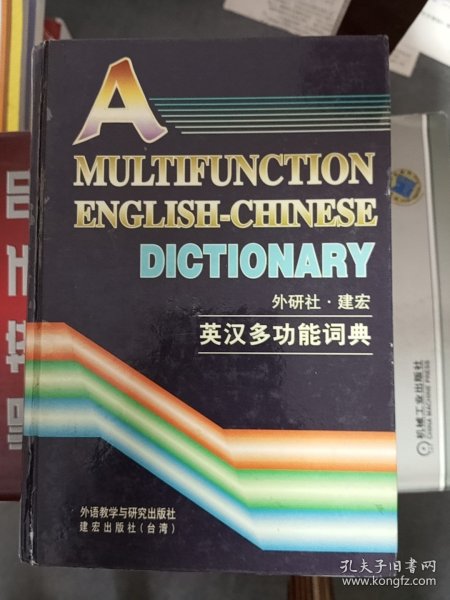 A
MULTIFUNCTION
ENGLISH-CHINESE
DICTIONARY
外研社·建宏
英汉多功能词典
外语教学与研究出版社
建宏出版社(台湾)
机械工业出版社
CHINA MACHINE PRESS
孔夫子旧书网
www.kongfz.com